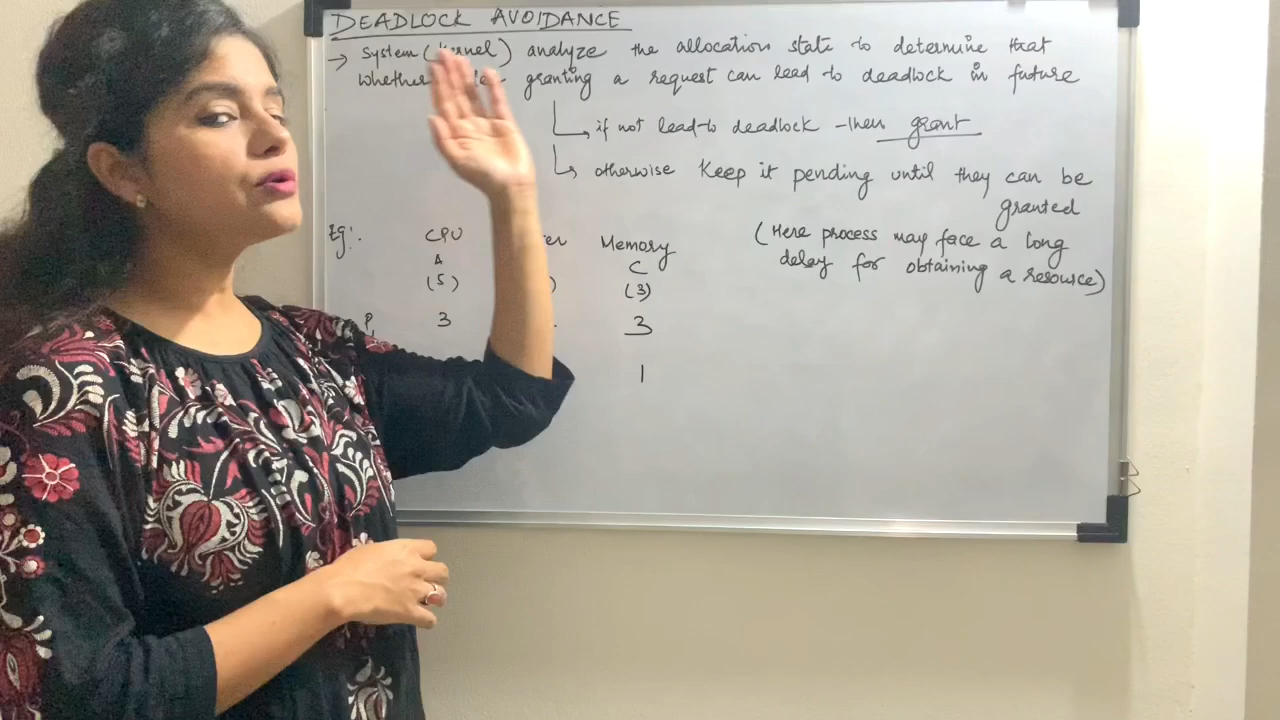 DEADLOCK AVOIDANCE
→ System (kernel) analyze the allocation state to determine that
whether granting a request can lead to deadlock in future
if not lead to deadlock then grant
otherwise Keep it pending until they can be
granted
(Here process may face a long
delay for obtaining a resource)
Eg:. CPU Memory
A C
(5) (3)
P1 3 3
1